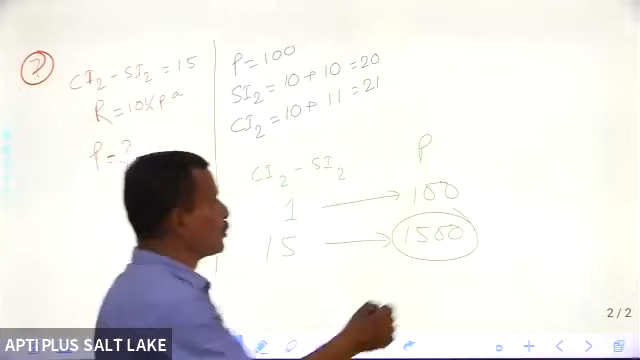 7
CI₂ - SI₂ = 15
R = 10% pa
P = ?
P = 100
SI₂ = 10 + 10 = 20
CI₂ = 10 + 11 = 21
CI₂ - SI₂ P
1 → 100
15 → 1500
2 / 2
APTI PLUS SALT LAKE